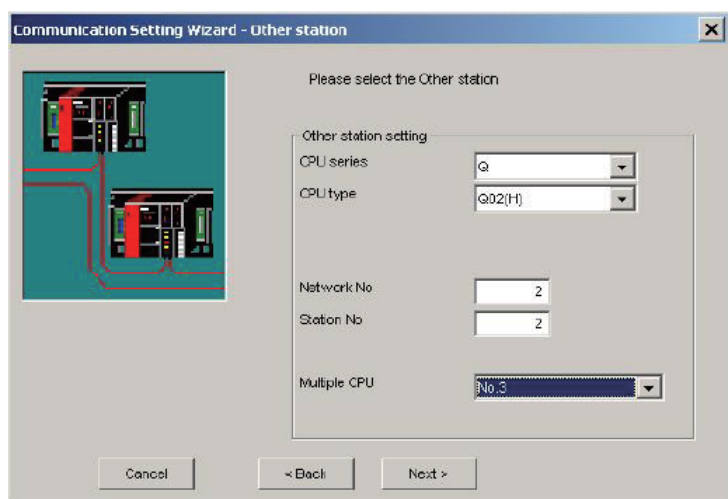 Communication Setting Wizard - Other station
Please select the Other station
Other station setting
CPU series Q
CPU type Q02(H)
Network No 2
Station No 2
Multiple CPU No.3
Cancel < Back Next >